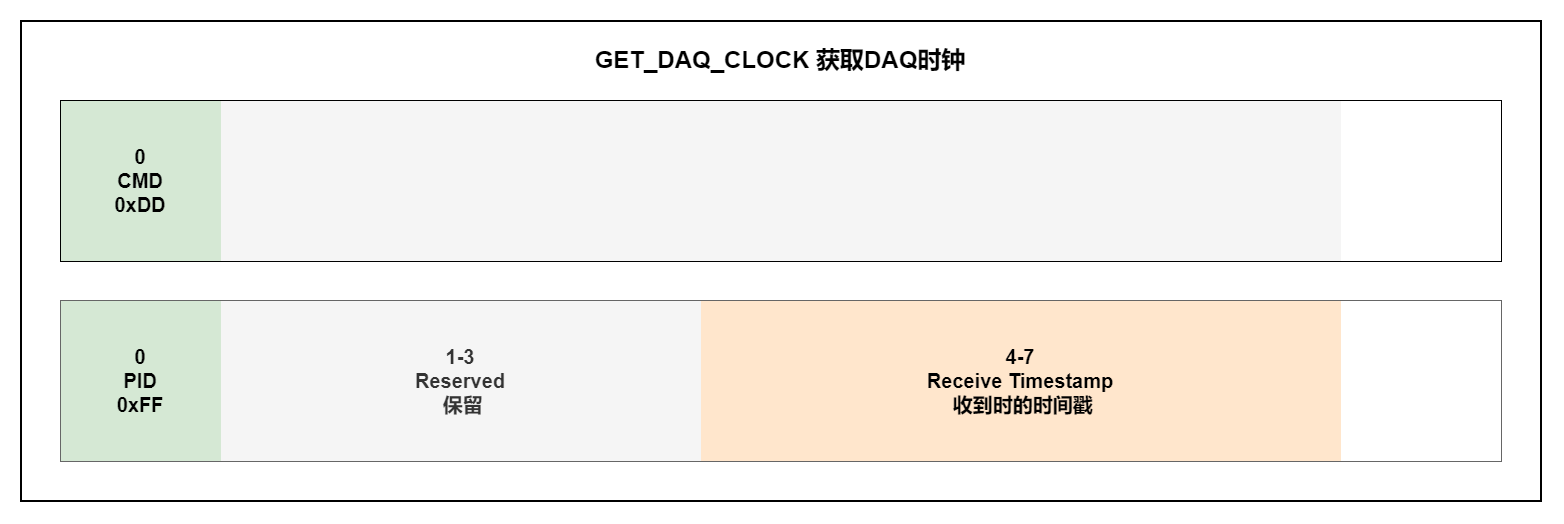 GET_DAQ_CLOCK 获取DAQ时钟
0
CMD
0xDD
0
PID
0xFF
1-3
Reserved
保留
4-7
Receive Timestamp
收到时的时间戳